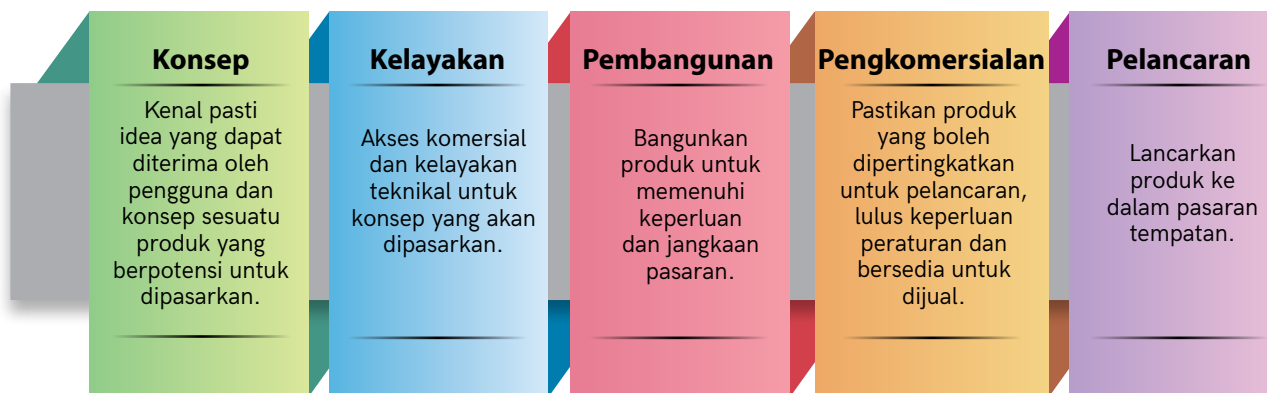 Konsep
Kenal pasti
idea yang dapat
diterima oleh
pengguna dan
konsep sesuatu
produk yang
berpotensi untuk
dipasarkan.
Kelayakan
Akses komersial
dan kelayakan
teknikal untuk
konsep yang akan
dipasarkan.
Pembangunan
Bangunkan
produk untuk
memenuhi
keperluan
dan jangkaan
pasaran.
Pengkomersialan
Pastikan produk
yang boleh
dipertingkatkan
untuk pelancaran,
lulus keperluan
peraturan dan
bersedia untuk
dijual.
Pelancaran
Lancarkan
produk ke
dalam pasaran
tempatan.